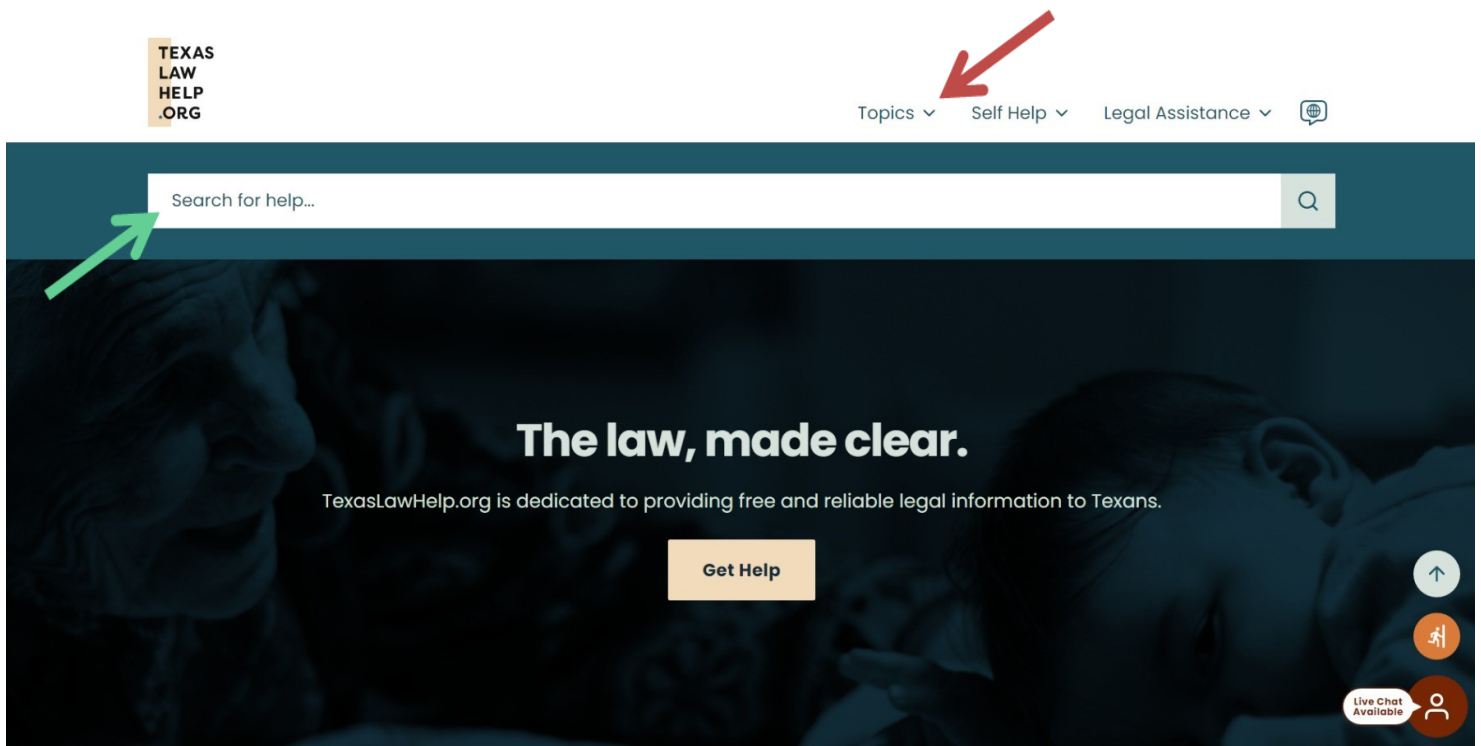 TEXAS
LAW
HELP
.ORG
Topics
Self Help
Legal Assistance
Search for help...
The law, made clear.
TexasLawHelp.org is dedicated to providing free and reliable legal information to Texans.
Get Help
Live Chat
Available